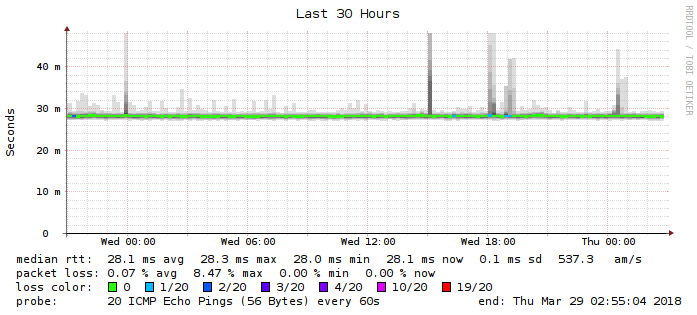 Last 30 Hours
RRDTOOL / TOBI OETIKER
Seconds
40 m
30 m
20 m
10 m
0
Wed 00:00 Wed 06:00 Wed 12:00 Wed 18:00 Thu 00:00
median rtt: 28.1 ms avg 28.3 ms max 28.0 ms min 28.1 ms now 0.1 ms sd 537.3 am/s
packet loss: 0.07 % avg 8.47 % max 0.00 % min 0.00 % now
loss color: 0 1/20 2/20 3/20 4/20 10/20 19/20
probe: 20 ICMP Echo Pings (56 Bytes) every 60s end: Thu Mar 29 02:55:04 2018